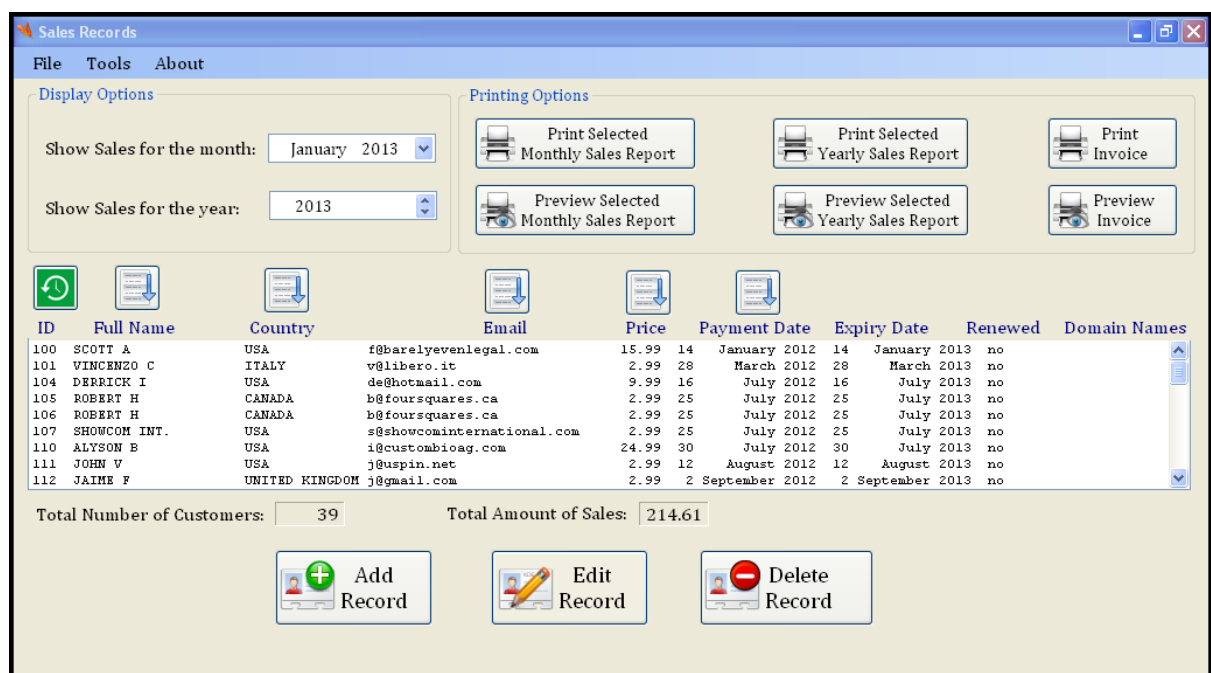 Sales Records
File Tools About
Display Options
Printing Options
Show Sales for the month: January 2013
Show Sales for the year: 2013
Print Selected
Monthly Sales Report
Print Selected
Yearly Sales Report
Print
Invoice
Preview Selected
Monthly Sales Report
Preview Selected
Yearly Sales Report
Preview
Invoice
ID Full Name Country Email Price Payment Date Expiry Date Renewed Domain Names
100 SCOTT A USA f@barelyevenlegal.com 15.99 14 January 2012 14 January 2013 no
101 VINCENZO C ITALY v@libero.it 2.99 28 March 2012 28 March 2013 no
104 DERRICK I USA de@hotmail.com 9.99 16 July 2012 16 July 2013 no
105 ROBERT H CANADA b@foursquares.ca 2.99 25 July 2012 25 July 2013 no
106 ROBERT H CANADA b@foursquares.ca 2.99 25 July 2012 25 July 2013 no
107 SHOWCOM INT. USA s@showcominternational.com 2.99 25 July 2012 25 July 2013 no
110 ALYSON B USA i@custombioag.com 24.99 30 July 2012 30 July 2013 no
111 JOHN V USA j@uspin.net 2.99 12 August 2012 12 August 2013 no
112 JAIME F UNITED KINGDOM j@gmail.com 2.99 2 September 2012 2 September 2013 no
Total Number of Customers: 39 Total Amount of Sales: 214.61
Add
Record
Edit
Record
Delete
Record